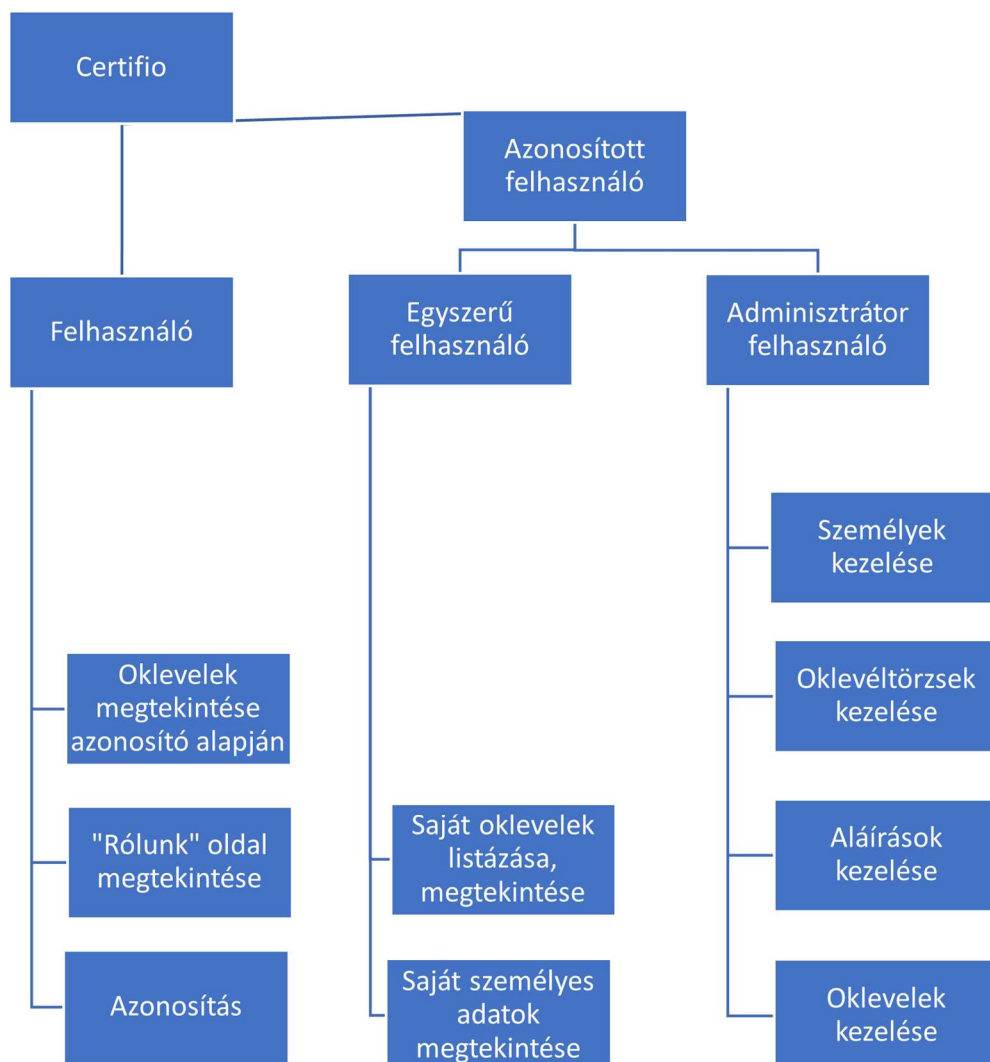 Certifio
Azonosított
felhasználó
Felhasználó
Egyszerű
felhasználó
Adminisztrátor
felhasználó
Oklevelek
megtekintése
azonosító alapján
"Rólunk" oldal
megtekintése
Azonosítás
Saját oklevelek
listázása,
megtekintése
Saját személyes
adatok
megtekintése
Személyek
kezelése
Oklevéltörzsek
kezelése
Aláírások
kezelése
Oklevelek
kezelése